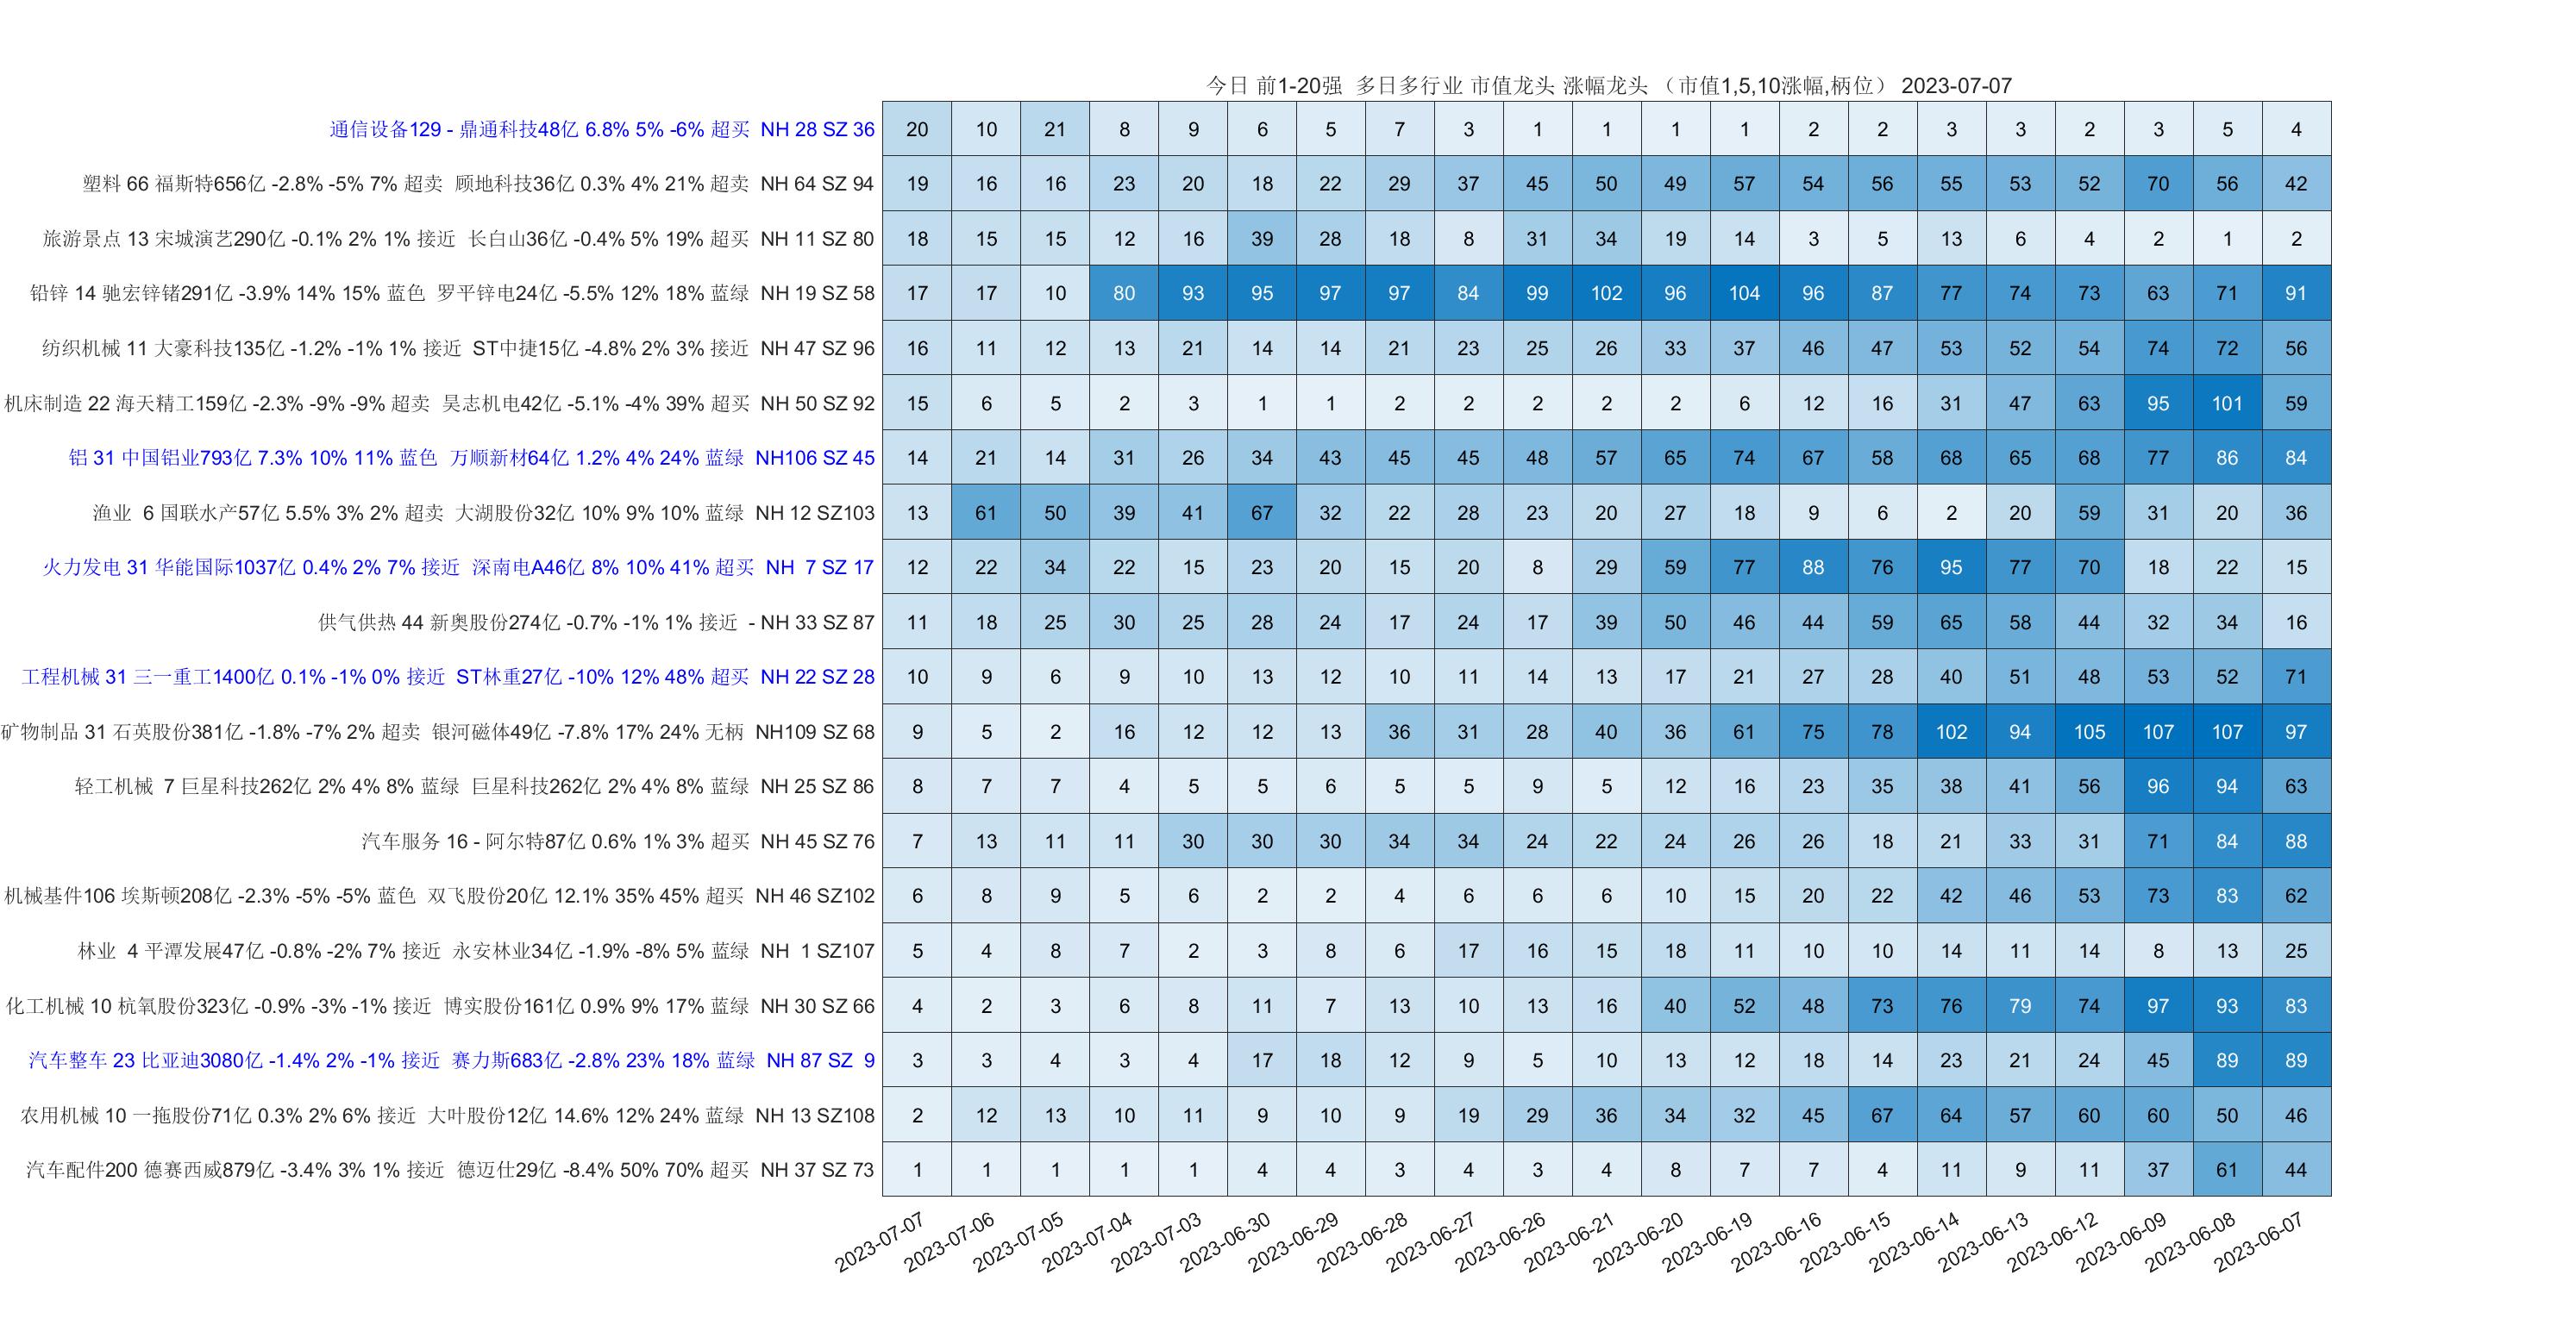 今日 前1-20强 多日多行业 市值龙头 涨幅龙头 （市值1,5,10涨幅,柄位） 2023-07-07
通信设备129 - 鼎通科技48亿 6.8% 5% -6% 超买 NH 28 SZ 36 20 10 21 8 9 6 5 7 3 1 1 1 1 2 2 3 3 2 3 5 4
塑料 66 福斯特656亿 -2.8% -5% 7% 超卖 顾地科技36亿 0.3% 4% 21% 超卖 NH 64 SZ 94 19 16 16 23 20 18 22 29 37 45 50 49 57 54 56 55 53 52 70 56 42
旅游景点 13 宋城演艺290亿 -0.1% 2% 1% 接近 长白山36亿 -0.4% 5% 19% 超买 NH 11 SZ 80 18 15 15 12 16 39 28 18 8 31 34 19 14 3 5 13 6 4 2 1 2
铅锌 14 驰宏锌锗291亿 -3.9% 14% 15% 蓝色 罗平锌电24亿 -5.5% 12% 18% 蓝绿 NH 19 SZ 58 17 17 10 80 93 95 97 97 84 99 102 96 104 96 87 77 74 73 63 71 91
纺织机械 11 大豪科技135亿 -1.2% -1% 1% 接近 ST中捷15亿 -4.8% 2% 3% 接近 NH 47 SZ 96 16 11 12 13 21 14 14 21 23 25 26 33 37 46 47 53 52 54 74 72 56
机床制造 22 海天精工159亿 -2.3% -9% -9% 超卖 昊志机电42亿 -5.1% -4% 39% 超买 NH 50 SZ 92 15 6 5 2 3 1 1 2 2 2 2 2 6 12 16 31 47 63 95 101 59
铝 31 中国铝业793亿 7.3% 10% 11% 蓝色 万顺新材64亿 1.2% 4% 24% 蓝绿 NH106 SZ 45 14 21 14 31 26 34 43 45 45 48 57 65 74 67 58 68 65 68 77 86 84
渔业 6 国联水产57亿 5.5% 3% 2% 超卖 大湖股份32亿 10% 9% 10% 蓝绿 NH 12 SZ103 13 61 50 39 41 67 32 22 28 23 20 27 18 9 6 2 20 59 31 20 36
火力发电 31 华能国际1037亿 0.4% 2% 7% 接近 深南电A46亿 8% 10% 41% 超买 NH 7 SZ 17 12 22 34 22 15 23 20 15 20 8 29 59 77 88 76 95 77 70 18 22 15
供气供热 44 新奥股份274亿 -0.7% -1% 1% 接近 - NH 33 SZ 87 11 18 25 30 25 28 24 17 24 17 39 50 46 44 59 65 58 44 32 34 16
工程机械 31 三一重工1400亿 0.1% -1% 0% 接近 ST林重27亿 -10% 12% 48% 超买 NH 22 SZ 28 10 9 6 9 10 13 12 10 11 14 13 17 21 27 28 40 51 48 53 52 71
矿物制品 31 石英股份381亿 -1.8% -7% 2% 超卖 银河磁体49亿 -7.8% 17% 24% 无柄 NH109 SZ 68 9 5 2 16 12 12 13 36 31 28 40 36 61 75 78 102 94 105 107 107 97
轻工机械 7 巨星科技262亿 2% 4% 8% 蓝绿 巨星科技262亿 2% 4% 8% 蓝绿 NH 25 SZ 86 8 7 7 4 5 5 6 5 5 9 5 12 16 23 35 38 41 56 96 94 63
汽车服务 16 - 阿尔特87亿 0.6% 1% 3% 超买 NH 45 SZ 76 7 13 11 11 30 30 30 34 34 24 22 24 26 26 18 21 33 31 71 84 88
机械基件106 埃斯顿208亿 -2.3% -5% -5% 蓝色 双飞股份20亿 12.1% 35% 45% 超买 NH 46 SZ102 6 8 9 5 6 2 2 4 6 6 6 10 15 20 22 42 46 53 73 83 62
林业 4 平潭发展47亿 -0.8% -2% 7% 接近 永安林业34亿 -1.9% -8% 5% 蓝绿 NH 1 SZ107 5 4 8 7 2 3 8 6 17 16 15 18 11 10 10 14 11 14 8 13 25
化工机械 10 杭氧股份323亿 -0.9% -3% -1% 接近 博实股份161亿 0.9% 9% 17% 蓝绿 NH 30 SZ 66 4 2 3 6 8 11 7 13 10 13 16 40 52 48 73 76 79 74 97 93 83
汽车整车 23 比亚迪3080亿 -1.4% 2% -1% 接近 赛力斯683亿 -2.8% 23% 18% 蓝绿 NH 87 SZ 9 3 3 4 3 4 17 18 12 9 5 10 13 12 18 14 23 21 24 45 89 89
农用机械 10 一拖股份71亿 0.3% 2% 6% 接近 大叶股份12亿 14.6% 12% 24% 蓝绿 NH 13 SZ108 2 12 13 10 11 9 10 9 19 29 36 34 32 45 67 64 57 60 60 50 46
汽车配件200 德赛西威879亿 -3.4% 3% 1% 接近 德迈仕29亿 -8.4% 50% 70% 超买 NH 37 SZ 73 1 1 1 1 1 4 4 3 4 3 4 8 7 7 4 11 9 11 37 61 44
2023-07-07 2023-07-06 2023-07-05 2023-07-04 2023-07-03 2023-06-30 2023-06-29 2023-06-28 2023-06-27 2023-06-26 2023-06-21 2023-06-20 2023-06-19 2023-06-16 2023-06-15 2023-06-14 2023-06-13 2023-06-12 2023-06-09 2023-06-08 2023-06-07